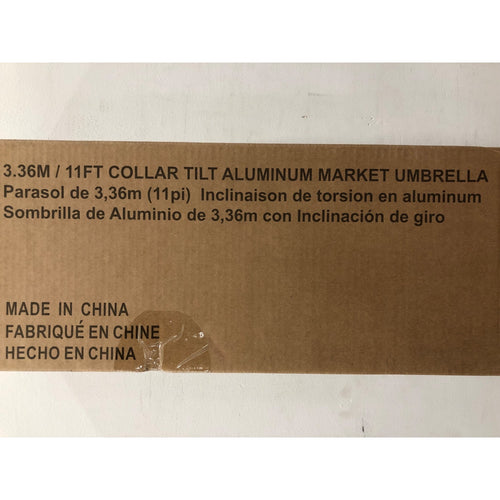 3.36M / 11FT COLLAR TILT ALUMINUM MARKET UMBRELLA
Parasol de 3,36m (11pi) Inclinaison de torsion en aluminum
Sombrilla de Aluminio de 3,36m con Inclinación de giro
MADE IN CHINA
FABRIQUÉ EN CHINE
HECHO EN CHINA